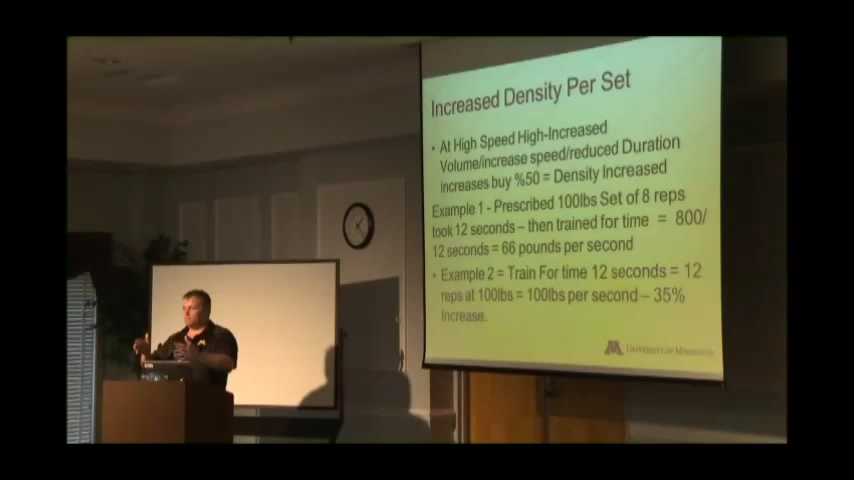 Increased Density Per Set
• At High Speed High-Increased
Volume/increase speed/reduced Duration
increases buy %50 = Density Increased
Example 1 - Prescribed 100lbs Set of 8 reps
took 12 seconds – then trained for time = 800/
12 seconds = 66 pounds per second
• Example 2 = Train For time 12 seconds = 12
reps at 100lbs = 100lbs per second – 35%
Increase.
M UNIVERSITY OF MINNESOTA